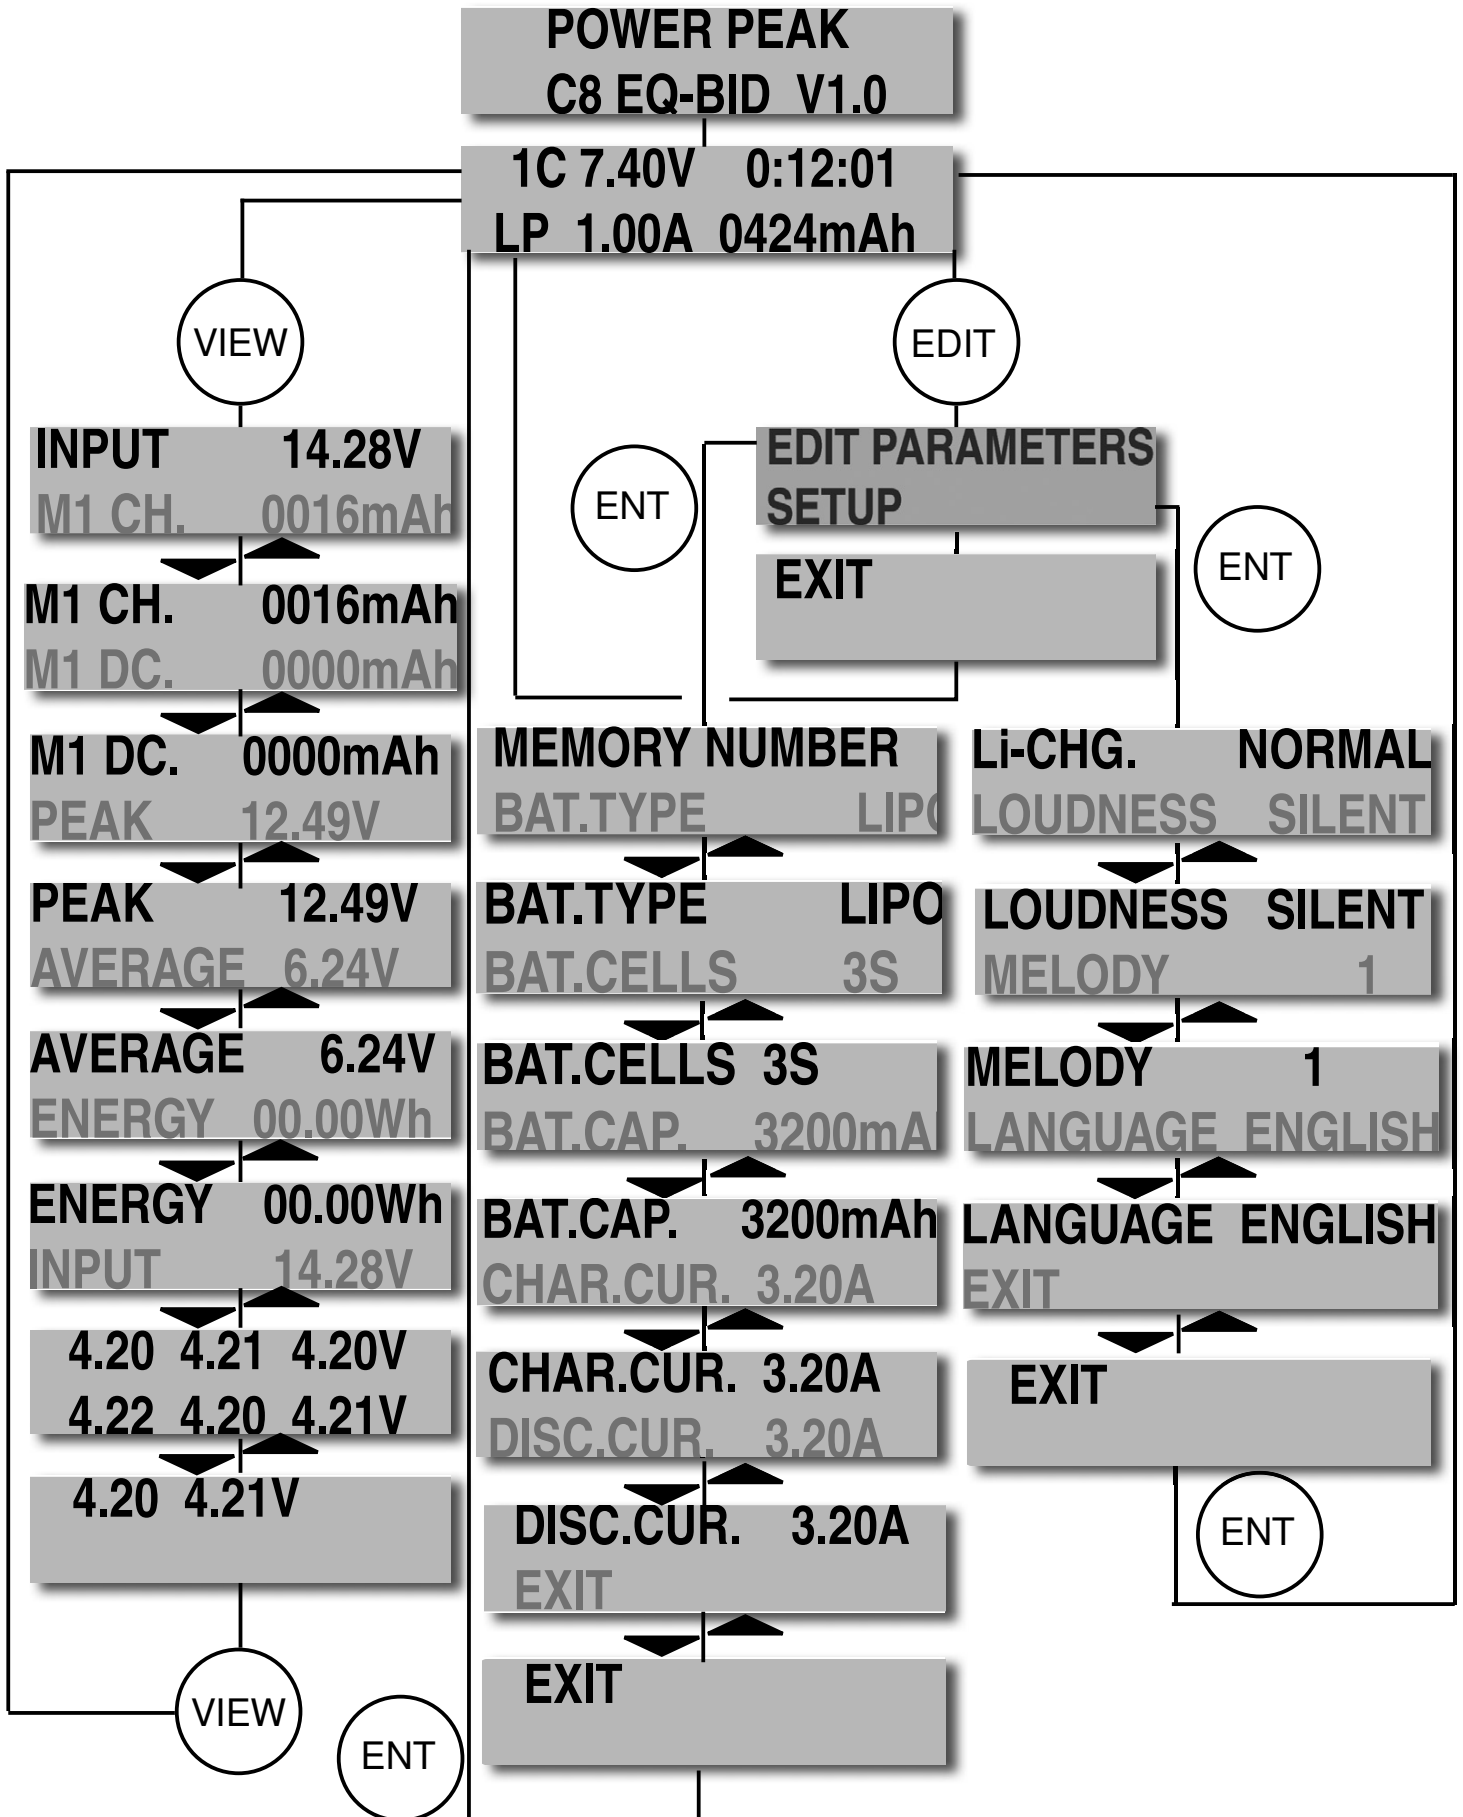 POWER PEAK
C8 EQ-BID V1.0
1C 7.40V 0:12:01
LP 1.00A 0424mAh
VIEW
INPUT 14.28V
M1 CH. 0016mAh
M1 CH. 0016mAh
M1 DC. 0000mAh
M1 DC. 0000mAh
PEAK 12.49V
PEAK 12.49V
AVERAGE 6.24V
AVERAGE 6.24V
ENERGY 00.00Wh
ENERGY 00.00Wh
INPUT 14.28V
4.20 4.21 4.20V
4.22 4.20 4.21V
4.20 4.21V
VIEW
EDIT
EDIT PARAMETERS
SETUP
EXIT
ENT
MEMORY NUMBER
BAT.TYPE LIPO
BAT.TYPE LIPO
BAT.CELLS 3S
BAT.CELLS 3S
BAT.CAP. 3200mA
BAT.CAP. 3200mAh
CHAR.CUR. 3.20A
CHAR.CUR. 3.20A
DISC.CUR. 3.20A
DISC.CUR. 3.20A
EXIT
EXIT
ENT
ENT
Li-CHG. NORMAL
LOUDNESS SILENT
LOUDNESS SILENT
MELODY 1
MELODY 1
LANGUAGE ENGLISH
LANGUAGE ENGLISH
EXIT
EXIT
ENT